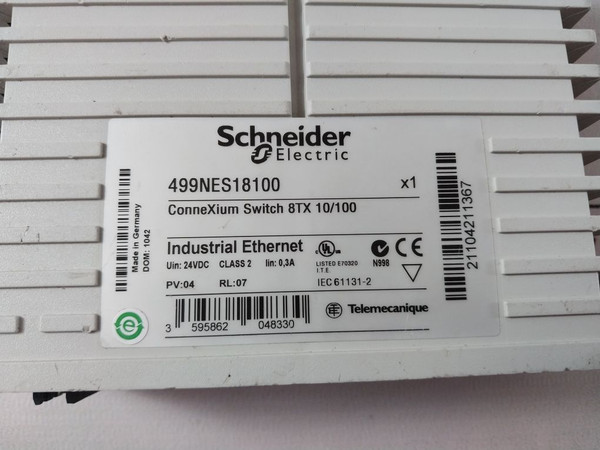 Schneider
Electric
499NES18100 x1
ConneXium Switch 8TX 10/100
Made in Germany
DOM: 1042
Industrial Ethernet
UL
LISTED E70320
I.T.E.
C
N998
CE
Uin: 24VDC CLASS 2 Iin: 0,3A
PV:04 RL:07 IEC 61131-2
3 595862 048330
Telemecanique
21104211367